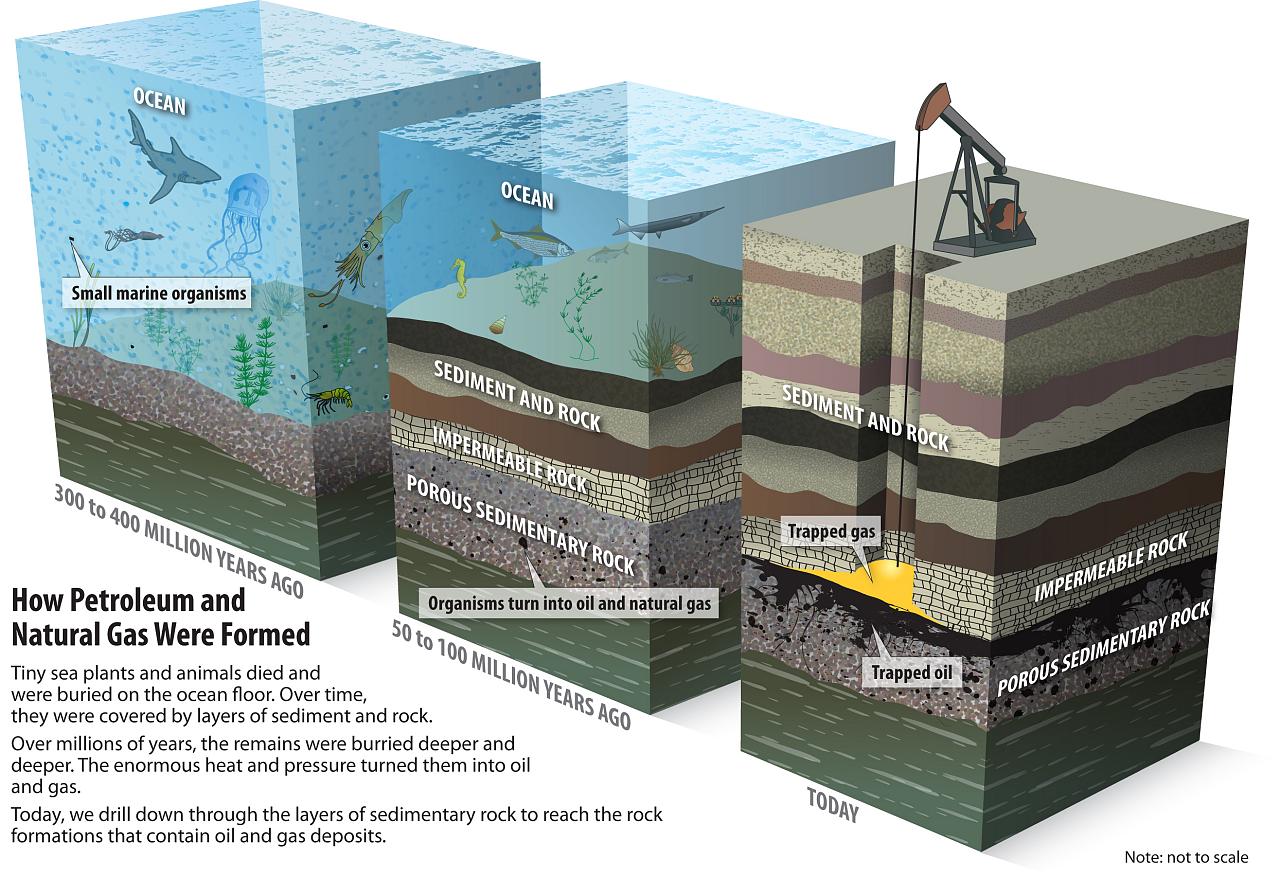 OCEAN
Small marine organisms
300 to 400 MILLION YEARS AGO
OCEAN
SEDIMENT AND ROCK
IMPERMEABLE ROCK
POROUS SEDIMENTARY ROCK
Organisms turn into oil and natural gas
50 to 100 MILLION YEARS AGO
SEDIMENT AND ROCK
Trapped gas
IMPERMEABLE ROCK
POROUS SEDIMENTARY ROCK
Trapped oil
TODAY
How Petroleum and
Natural Gas Were Formed
Tiny sea plants and animals died and
were buried on the ocean floor. Over time,
they were covered by layers of sediment and rock.
Over millions of years, the remains were burried deeper and
deeper. The enormous heat and pressure turned them into oil
and gas.
Today, we drill down through the layers of sedimentary rock to reach the rock
formations that contain oil and gas deposits.
Note: not to scale